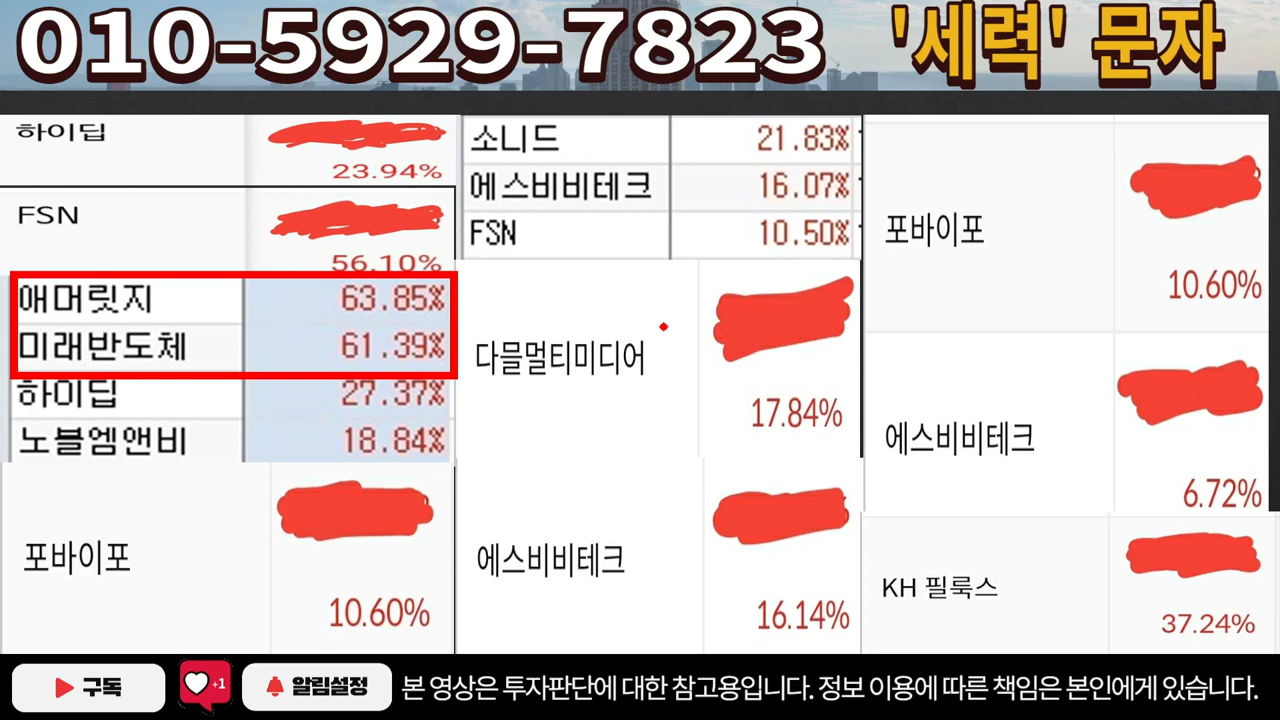 010-5929-7823 '세력' 문자
하이딥
23.94%
FSN
56.10%
애머릿지 63.85%
미래반도체 61.39%
하이딥 27.37%
노블엠앤비 18.84%
포바이포
10.60%
소니드 21.83%
에스비비테크 16.07%
FSN 10.50%
다믈멀티미디어
17.84%
에스비비테크
16.14%
포바이포
10.60%
에스비비테크
6.72%
KH 필룩스
37.24%
구독 +1 알림설정 본 영상은 투자판단에 대한 참고용입니다. 정보 이용에 따른 책임은 본인에게 있습니다.